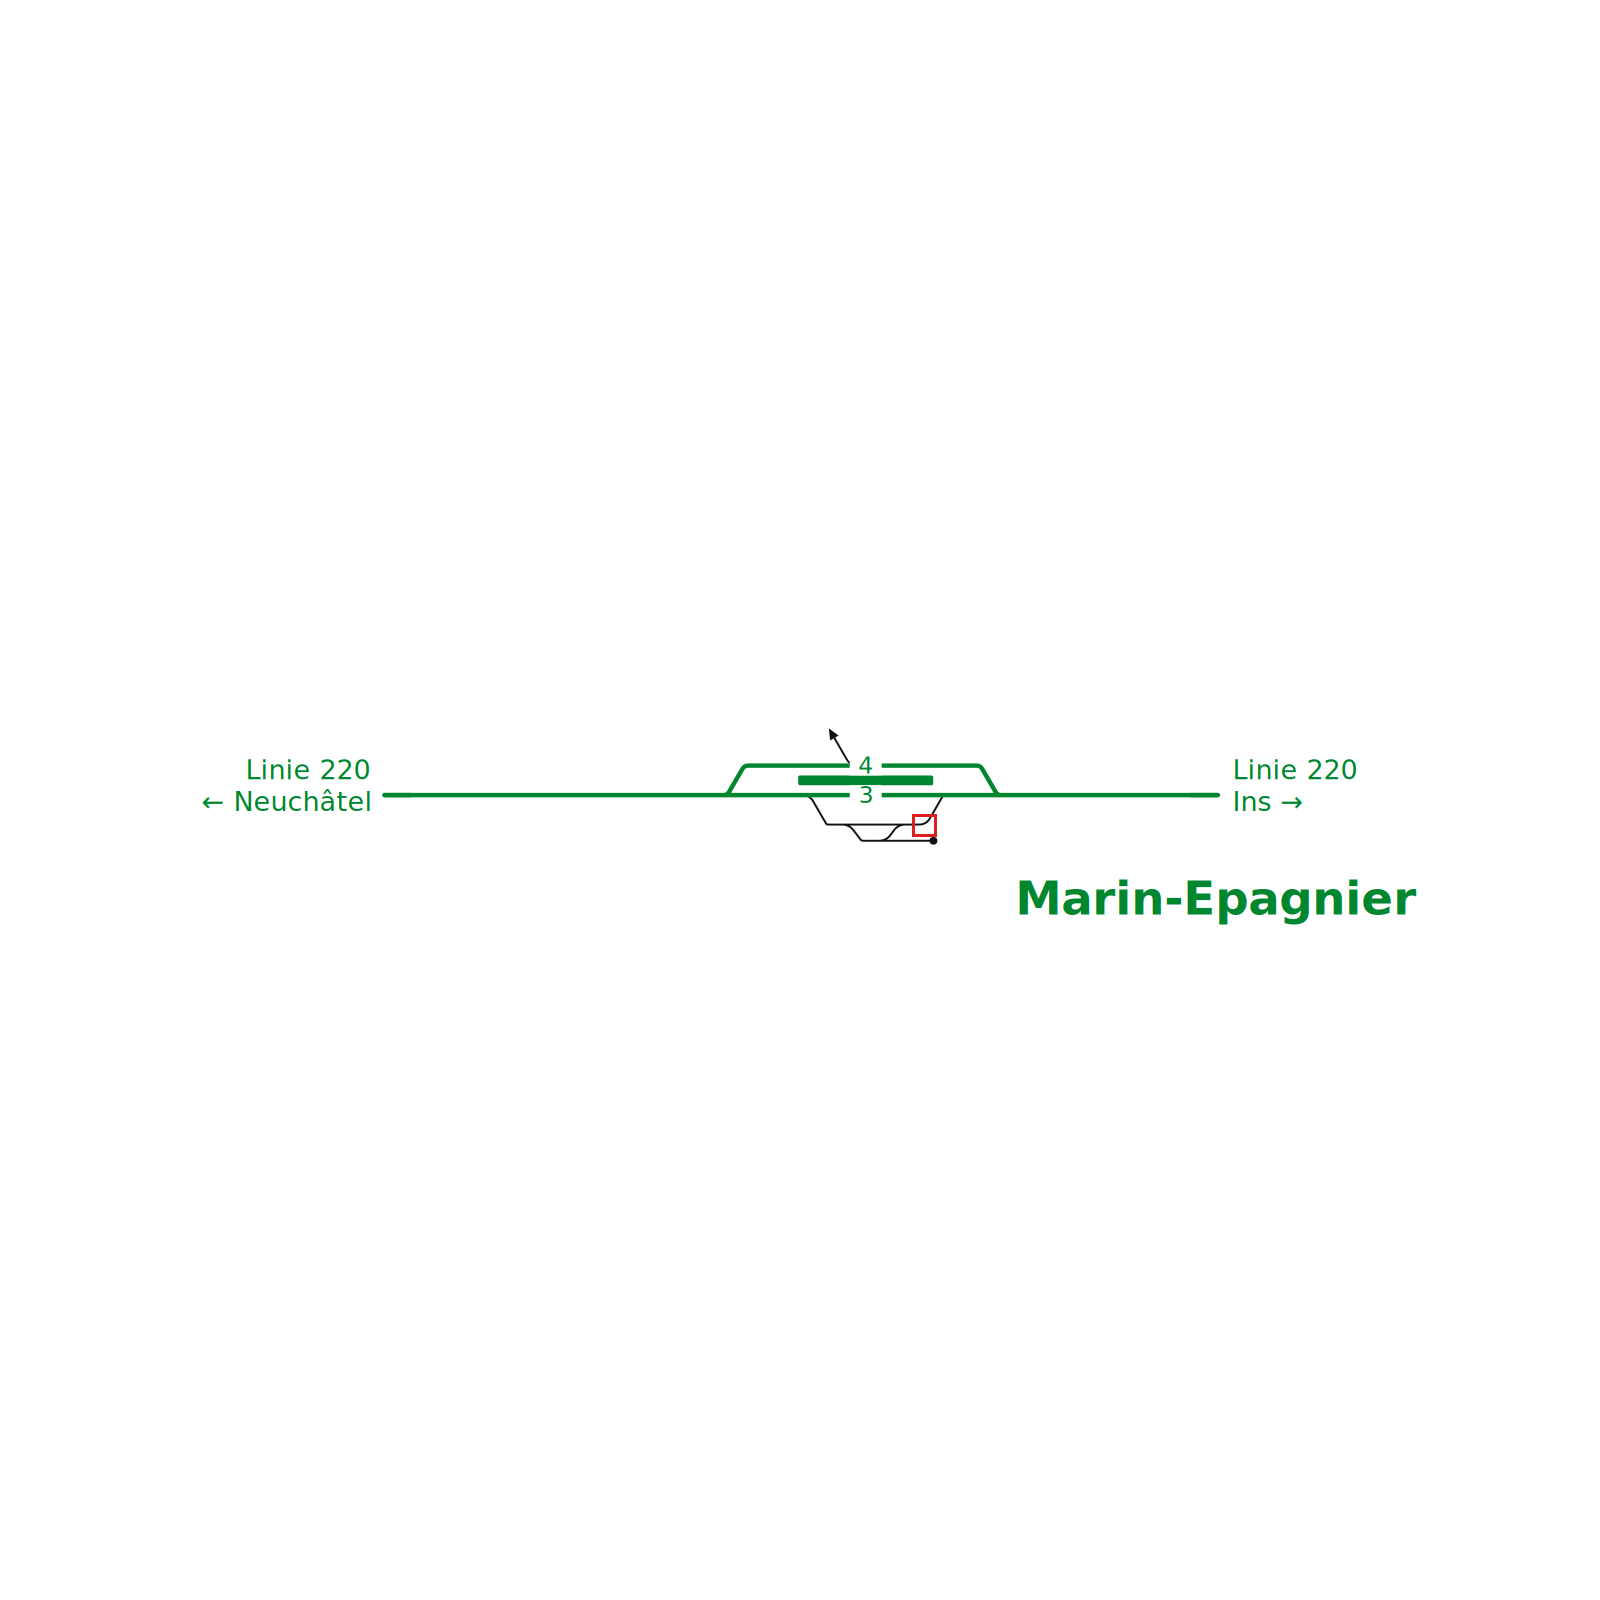 Linie 220
← Neuchâtel
4
3
Linie 220
Ins →
Marin-Epagnier